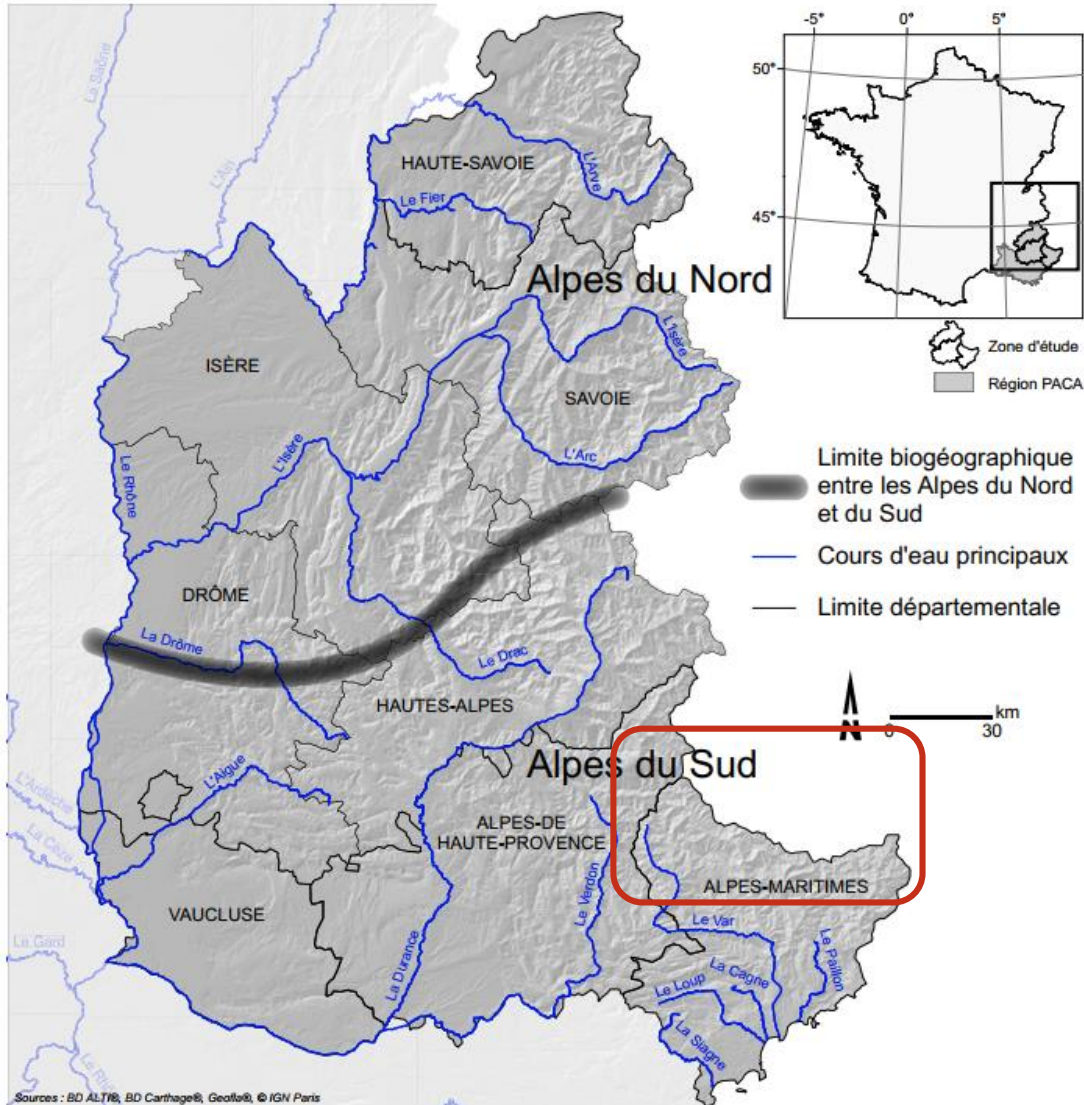 -5°
0°
5°
50°
45°
Zone d'étude
Région PACA
Limite biogéographique
entre les Alpes du Nord
et du Sud
Cours d'eau principaux
Limite départementale
N
km
0
30
La Saône
L'Ain
HAUTE-SAVOIE
L'Arve
Le Fier
Alpes du Nord
ISÈRE
L'Isère
SAVOIE
L'Isère
L'Arc
Le Rhône
DRÔME
La Drôme
Le Drac
HAUTES-ALPES
Alpes du Sud
L'Aigue
L'Ardèche
La Cèze
ALPES-DE
HAUTE-PROVENCE
ALPES-MARITIMES
VAUCLUSE
Le Verdon
Le Var
Le Gard
La Durance
Le Paillon
La Cagne
Le Loup
La Siagne
Le Rhô
Sources : BD ALTI®, BD Carthage®, Geofla®, © IGN Paris